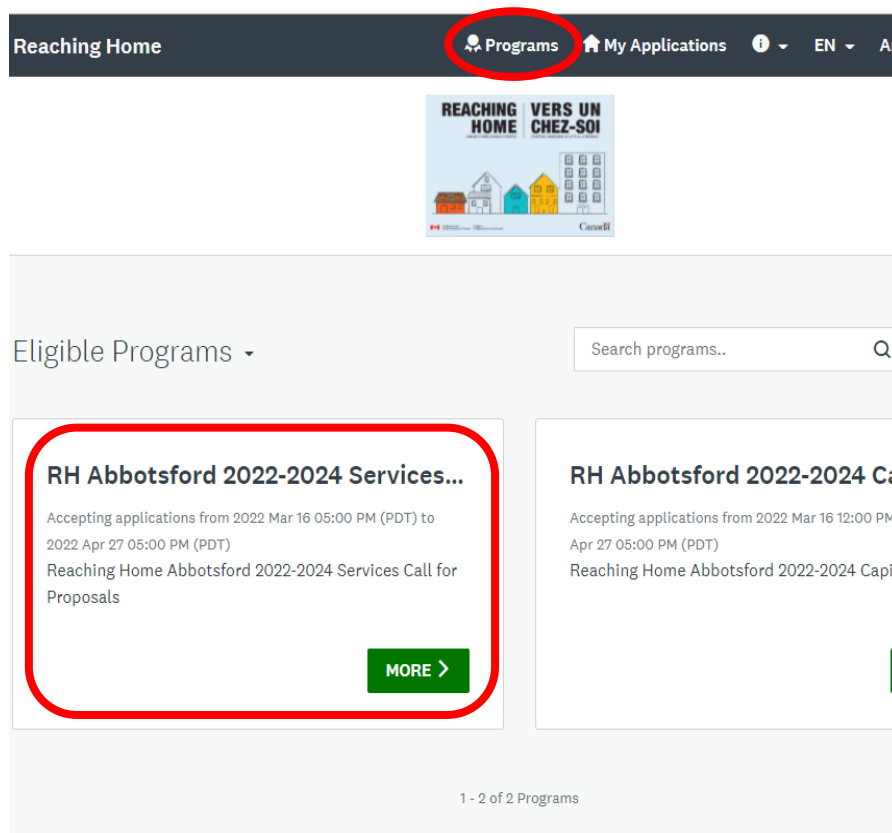 Reaching Home
Programs
My Applications
EN
REACHING HOME
VERS UN CHEZ-SOI
Canada
Eligible Programs
Search programs..
RH Abbotsford 2022-2024 Services...
Accepting applications from 2022 Mar 16 05:00 PM (PDT) to
2022 Apr 27 05:00 PM (PDT)
Reaching Home Abbotsford 2022-2024 Services Call for
Proposals
MORE
RH Abbotsford 2022-2024 Ca
Accepting applications from 2022 Mar 16 12:00 PM
Apr 27 05:00 PM (PDT)
Reaching Home Abbotsford 2022-2024 Capi
1 - 2 of 2 Programs